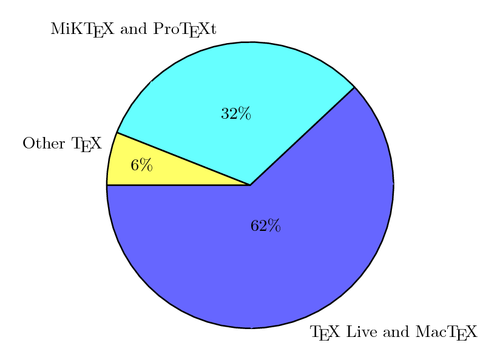 MiKTEX and ProTEXt
32%
Other TEX
6%
62%
TEX Live and MacTEX